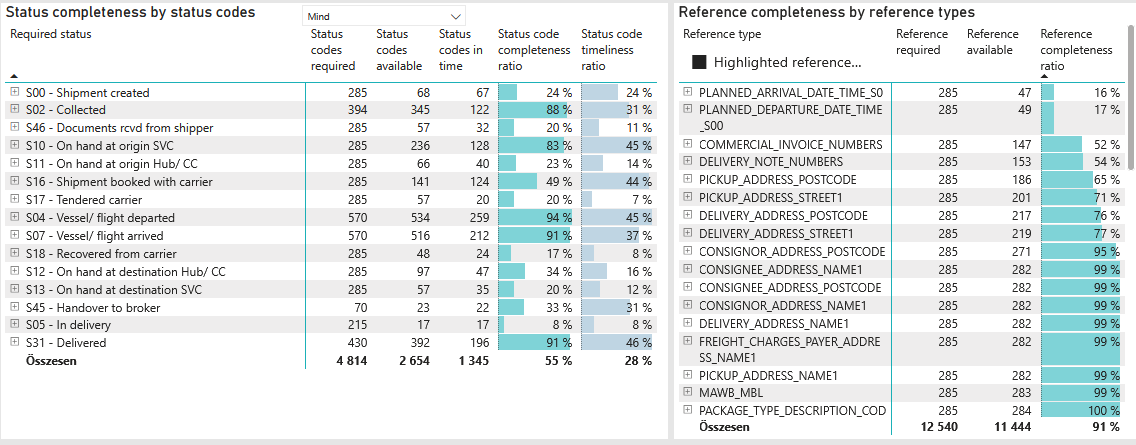 Status completeness by status codes
Mind
Required status
Status codes required
Status codes available
Status codes in time
Status code completeness ratio
Status code timeliness ratio
S00 - Shipment created 285 68 67 24 % 24 %
S02 - Collected 394 345 122 88 % 31 %
S46 - Documents rcvd from shipper 285 57 32 20 % 11 %
S10 - On hand at origin SVC 285 236 128 83 % 45 %
S11 - On hand at origin Hub/ CC 285 66 40 23 % 14 %
S16 - Shipment booked with carrier 285 141 124 49 % 44 %
S17 - Tendered carrier 285 57 20 20 % 7 %
S04 - Vessel/ flight departed 570 534 259 94 % 45 %
S07 - Vessel/ flight arrived 570 516 212 91 % 37 %
S18 - Recovered from carrier 285 48 24 17 % 8 %
S12 - On hand at destination Hub/ CC 285 97 47 34 % 16 %
S13 - On hand at destination SVC 285 57 35 20 % 12 %
S45 - Handover to broker 70 23 22 33 % 31 %
S05 - In delivery 215 17 17 8 % 8 %
S31 - Delivered 430 392 196 91 % 46 %
Összesen 4 814 2 654 1 345 55 % 28 %
Reference completeness by reference types
Reference type
Highlighted reference...
Reference required
Reference available
Reference completeness ratio
PLANNED_ARRIVAL_DATE_TIME_S0 285 47 16 %
PLANNED_DEPARTURE_DATE_TIME 285 49 17 %
_S00
COMMERCIAL_INVOICE_NUMBERS 285 147 52 %
DELIVERY_NOTE_NUMBERS 285 153 54 %
PICKUP_ADDRESS_POSTCODE 285 186 65 %
PICKUP_ADDRESS_STREET1 285 201 71 %
DELIVERY_ADDRESS_POSTCODE 285 217 76 %
DELIVERY_ADDRESS_STREET1 285 219 77 %
CONSIGNOR_ADDRESS_POSTCODE 285 271 95 %
CONSIGNEE_ADDRESS_NAME1 285 282 99 %
CONSIGNEE_ADDRESS_POSTCODE 285 282 99 %
CONSIGNOR_ADDRESS_NAME1 285 282 99 %
DELIVERY_ADDRESS_NAME1 285 282 99 %
FREIGHT_CHARGES_PAYER_ADDRE 285 282 99 %
SS_NAME1
PICKUP_ADDRESS_NAME1 285 282 99 %
MAWB_MBL 285 283 99 %
PACKAGE_TYPE_DESCRIPTION_COD 285 284 100 %
Összesen 12 540 11 444 91 %